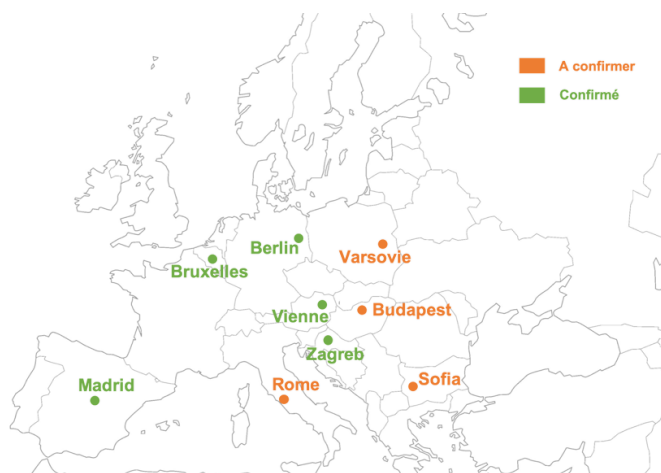 A confirmer
Confirmé
Berlin
Varsovie
Bruxelles
Vienne
Budapest
Zagreb
Madrid
Rome
Sofia